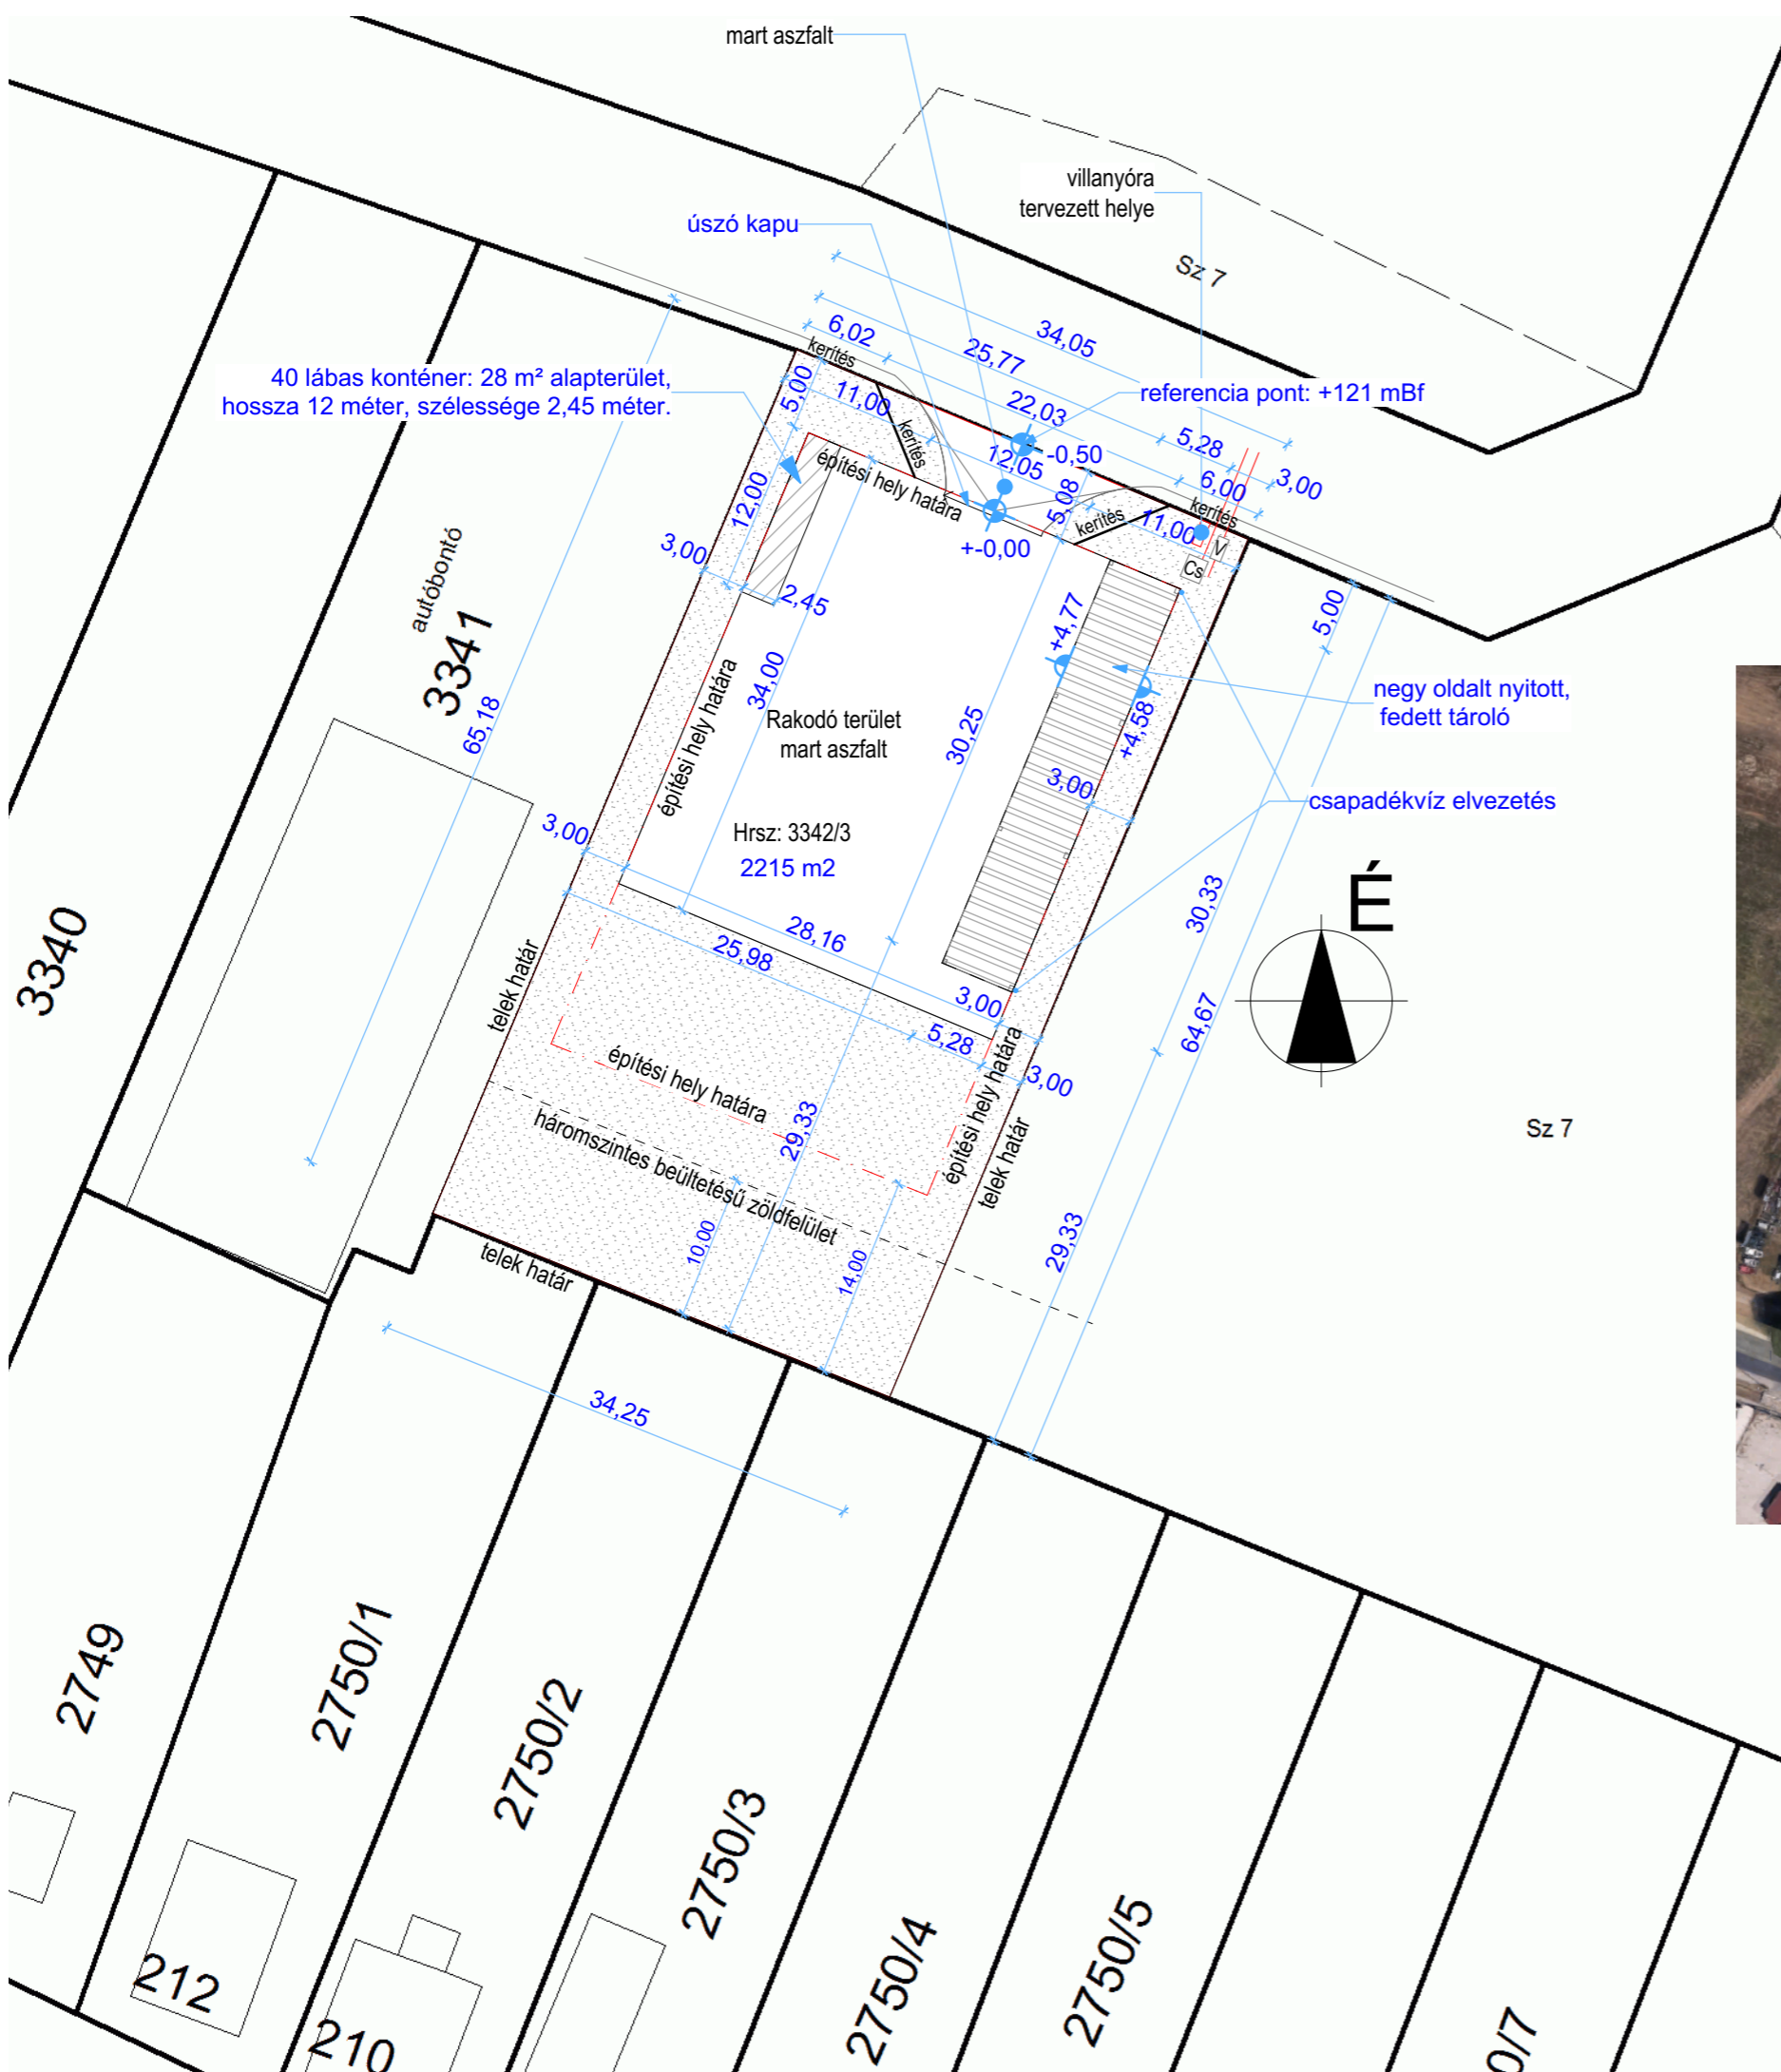 mart aszfalt
villanyóra
tervezett helye
úszó kapu
Sz 7
34,05
6,02
25,77
kerítés
40 lábas konténer: 28 m² alapterület,
hossza 12 méter, szélessége 2,45 méter.
referencia pont: +121 mBf
5,00
11,00
22,03
kerítés
5,28
-0,50
12,05
építési hely határa
6,00
3,00
5,08
kerítés
kerítés
11,00
12,00
V
Cs
+-0,00
3,00
autóbontó
3341
2,45
+4,77
5,00
34,00
építési hely határa
65,18
Rakodó terület
mart aszfalt
30,25
negy oldalt nyitott,
fedett tároló
+4,58
3,00
csapadékvíz elvezetés
3,00
Hrsz: 3342/3
2215 m2
É
30,33
3340
28,16
25,98
telek határ
3,00
5,28
64,67
építési hely határa
3,00
építési hely határa
29,33
háromszintes beültetésű zöldfelület
telek határ
Sz 7
10,00
14,00
29,33
telek határ
34,25
2749
2750/1
2750/2
2750/3
2750/4
2750/5
0/7
212
210